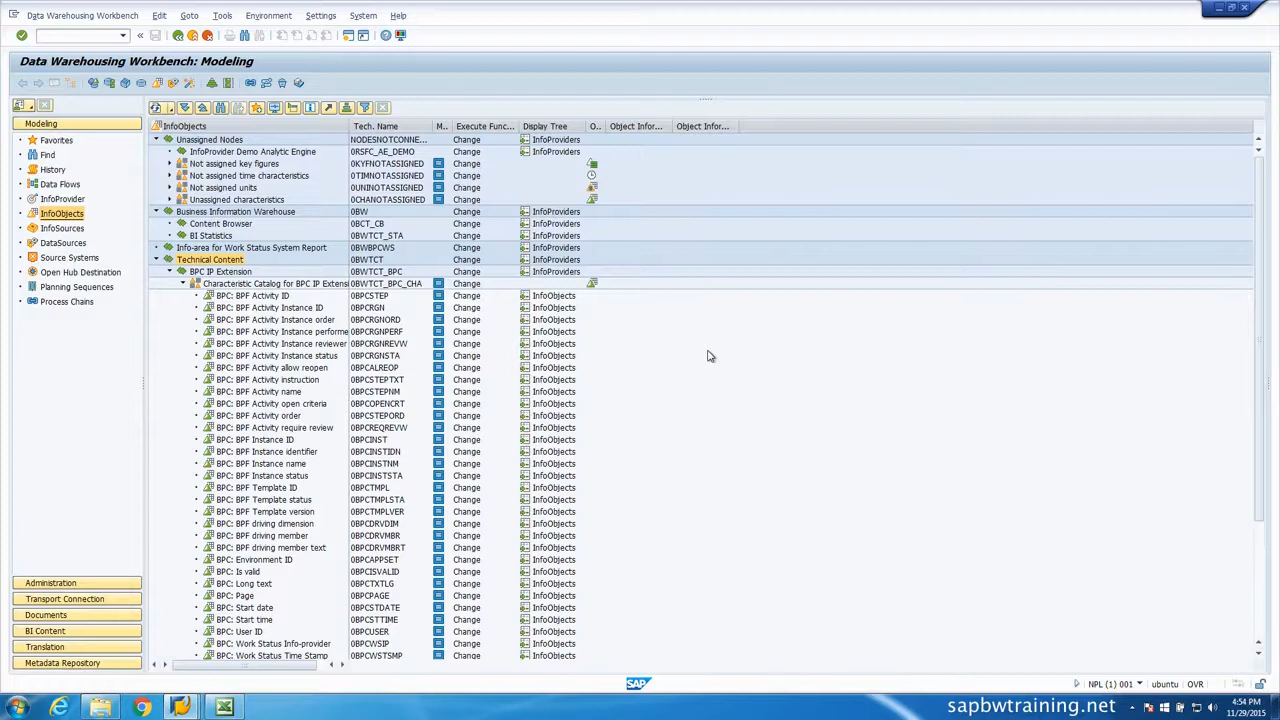 Data Warehousing Workbench Edit Goto Tools Environment Settings System Help
Data Warehousing Workbench: Modeling
Modeling
Favorites
Find
History
Data Flows
InfoProvider
InfoObjects
InfoSources
DataSources
Source Systems
Open Hub Destination
Planning Sequences
Process Chains
Administration
Transport Connection
Documents
BI Content
Translation
Metadata Repository
InfoObjects Tech. Name M.. Execute Func... Display Tree O.. Object Infor... Object Infor...
Unassigned Nodes NODESNOTCONNE... Change InfoProviders
InfoProvider Demo Analytic Engine 0RSFC_AE_DEMO Change InfoProviders
Not assigned key figures 0KYFNOTASSIGNED Change
Not assigned time characteristics 0TIMNOTASSIGNED Change
Not assigned units 0UNINOTASSIGNED Change
Unassigned characteristics 0CHANOTASSIGNED Change
Business Information Warehouse 0BW Change InfoProviders
Content Browser 0BCT_CB Change InfoProviders
BI Statistics 0BWTCT_STA Change InfoProviders
Info-area for Work Status System Report 0BWBPCWS Change InfoProviders
Technical Content 0BWTCT Change InfoProviders
BPC IP Extension 0BWTCT_BPC Change InfoProviders
Characteristic Catalog for BPC IP Extens 0BWTCT_BPC_CHA Change
BPC: BPF Activity ID 0BPCSTEP Change InfoObjects
BPC: BPF Activity Instance ID 0BPCRGN Change InfoObjects
BPC: BPF Activity Instance order 0BPCRGNORD Change InfoObjects
BPC: BPF Activity Instance performe 0BPCRGNPERF Change InfoObjects
BPC: BPF Activity Instance reviewer 0BPCRGNREVW Change InfoObjects
BPC: BPF Activity Instance status 0BPCRGNSTA Change InfoObjects
BPC: BPF Activity allow reopen 0BPCALREOP Change InfoObjects
BPC: BPF Activity instruction 0BPCSTEPTXT Change InfoObjects
BPC: BPF Activity name 0BPCSTEPNM Change InfoObjects
BPC: BPF Activity open criteria 0BPCOPENCRT Change InfoObjects
BPC: BPF Activity order 0BPCSTEPORD Change InfoObjects
BPC: BPF Activity require review 0BPCREQREVW Change InfoObjects
BPC: BPF Instance ID 0BPCINST Change InfoObjects
BPC: BPF Instance identifier 0BPCINSTIDN Change InfoObjects
BPC: BPF Instance name 0BPCINSTNM Change InfoObjects
BPC: BPF Instance status 0BPCINSTSTA Change InfoObjects
BPC: BPF Template ID 0BPCTMPL Change InfoObjects
BPC: BPF Template status 0BPCTMPLSTA Change InfoObjects
BPC: BPF Template version 0BPCTMPLVER Change InfoObjects
BPC: BPF driving dimension 0BPCDRVDIM Change InfoObjects
BPC: BPF driving member 0BPCDRVMBR Change InfoObjects
BPC: BPF driving member text 0BPCDRVMBRT Change InfoObjects
BPC: Environment ID 0BPCAPPSET Change InfoObjects
BPC: Is valid 0BPCISVALID Change InfoObjects
BPC: Long text 0BPCTXTLG Change InfoObjects
BPC: Page 0BPCPAGE Change InfoObjects
BPC: Start date 0BPCSTDATE Change InfoObjects
BPC: Start time 0BPCSTTIME Change InfoObjects
BPC: User ID 0BPCUSER Change InfoObjects
BPC: Work Status Info-provider 0BPCWSIP Change InfoObjects
BPC: Work Status Time Stamp 0BPCWSTSMP Change InfoObjects
SAP NPL (1) 001 ubuntu OVR
sapbwtraining.net
4:54 PM
11/29/2015